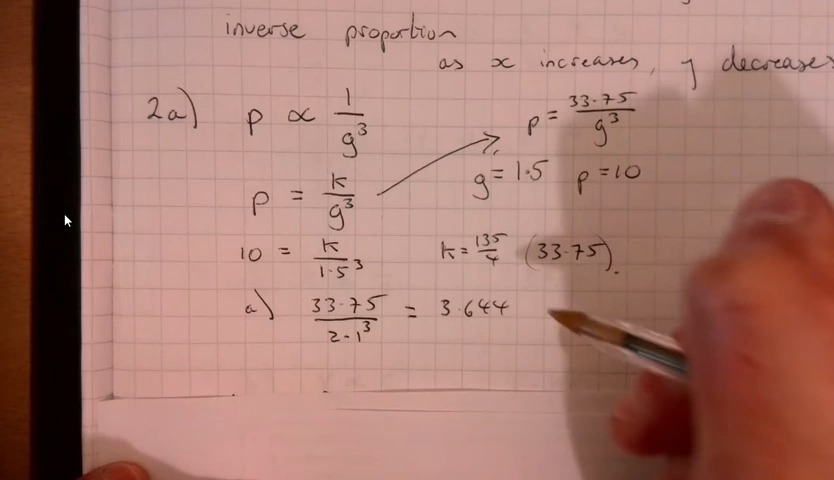 inverse proportion
as x increases, y decreases
2a) p ∝ 1/g³
p = 33.75/g³
p = k/g³
g = 1.5 p = 10
10 = k/1.5³ k = 135/4 (33.75).
a) 33.75/2.1³ = 3.644